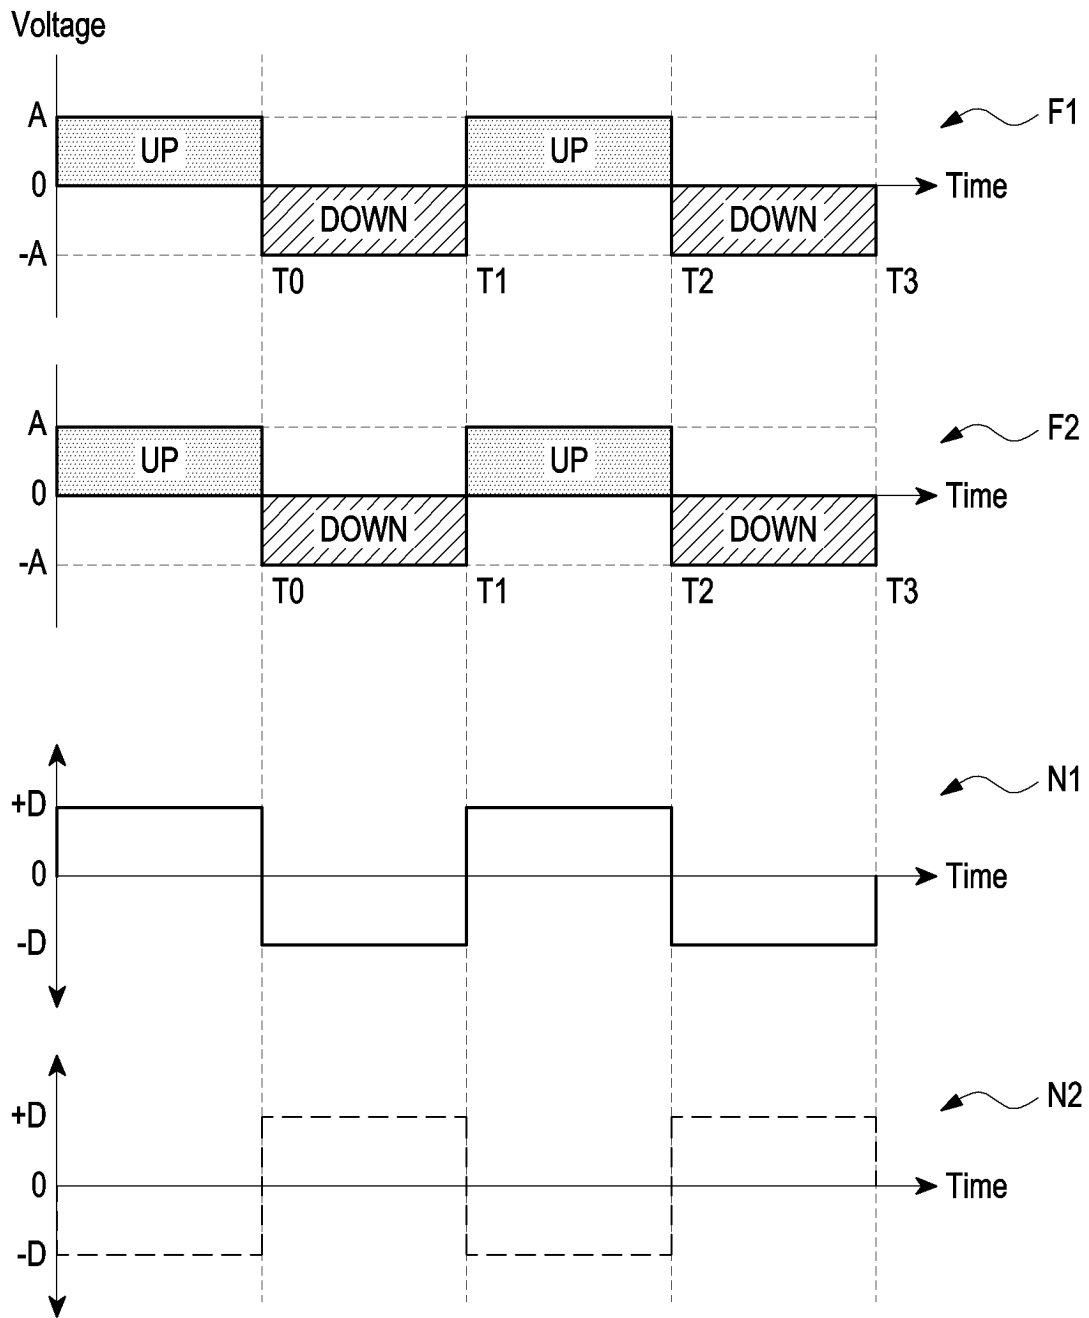 Voltage
A
UP
UP
F1
0
Time
DOWN
DOWN
-A
T0
T1
T2
T3
A
UP
UP
F2
0
Time
DOWN
DOWN
-A
T0
T1
T2
T3
+D
N1
0
Time
-D
+D
N2
0
Time
-D